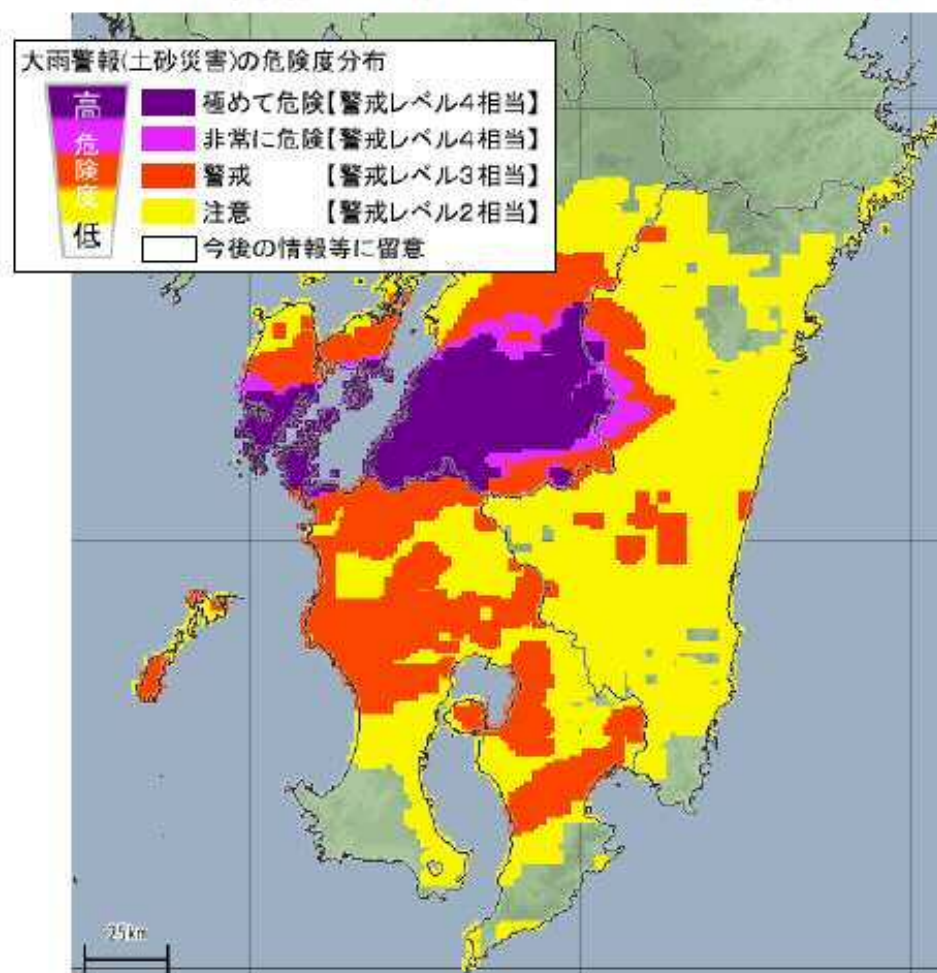 大雨警報(土砂災害)の危険度分布
高
危
険
度
低
極めて危険【警戒レベル4相当】
非常に危険【警戒レベル4相当】
警戒 【警戒レベル3相当】
注意 【警戒レベル2相当】
今後の情報等に留意
25km